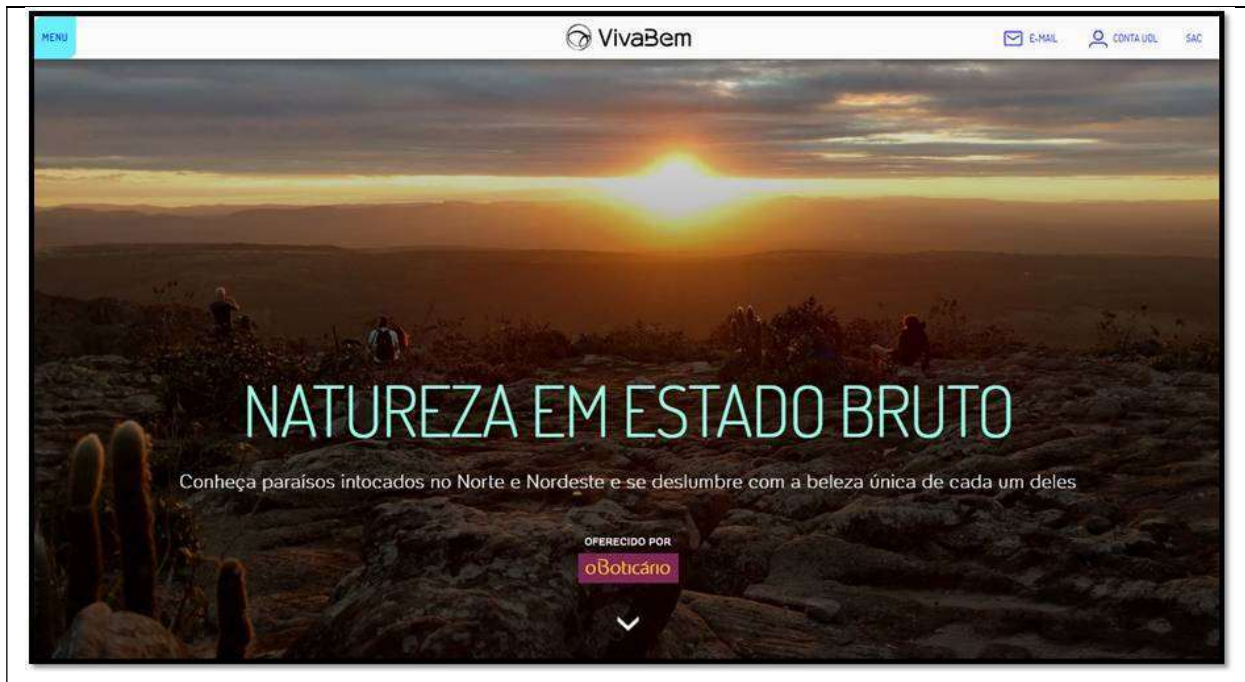 MENU
VivaBem
E-MAIL
CONTA UOL
SAC
NATUREZA EM ESTADO BRUTO
Conheça paraísos intocados no Norte e Nordeste e se deslumbre com a beleza única de cada um deles
OFERECIDO POR
oBoticário